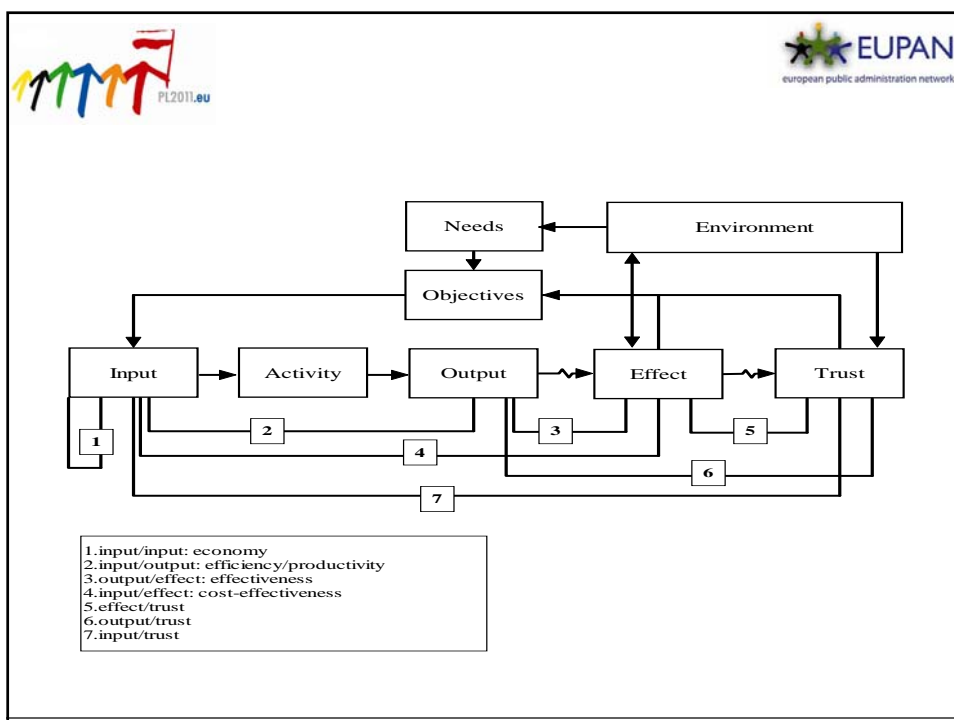 PL2011.eu
EUPAN
european public administration network
Needs
Environment
Objectives
Input
Activity
Output
Effect
Trust
1
2
3
4
5
6
7
1.input/input: economy
2.input/output: efficiency/productivity
3.output/effect: effectiveness
4.input/effect: cost-effectiveness
5.effect/trust
6.output/trust
7.input/trust